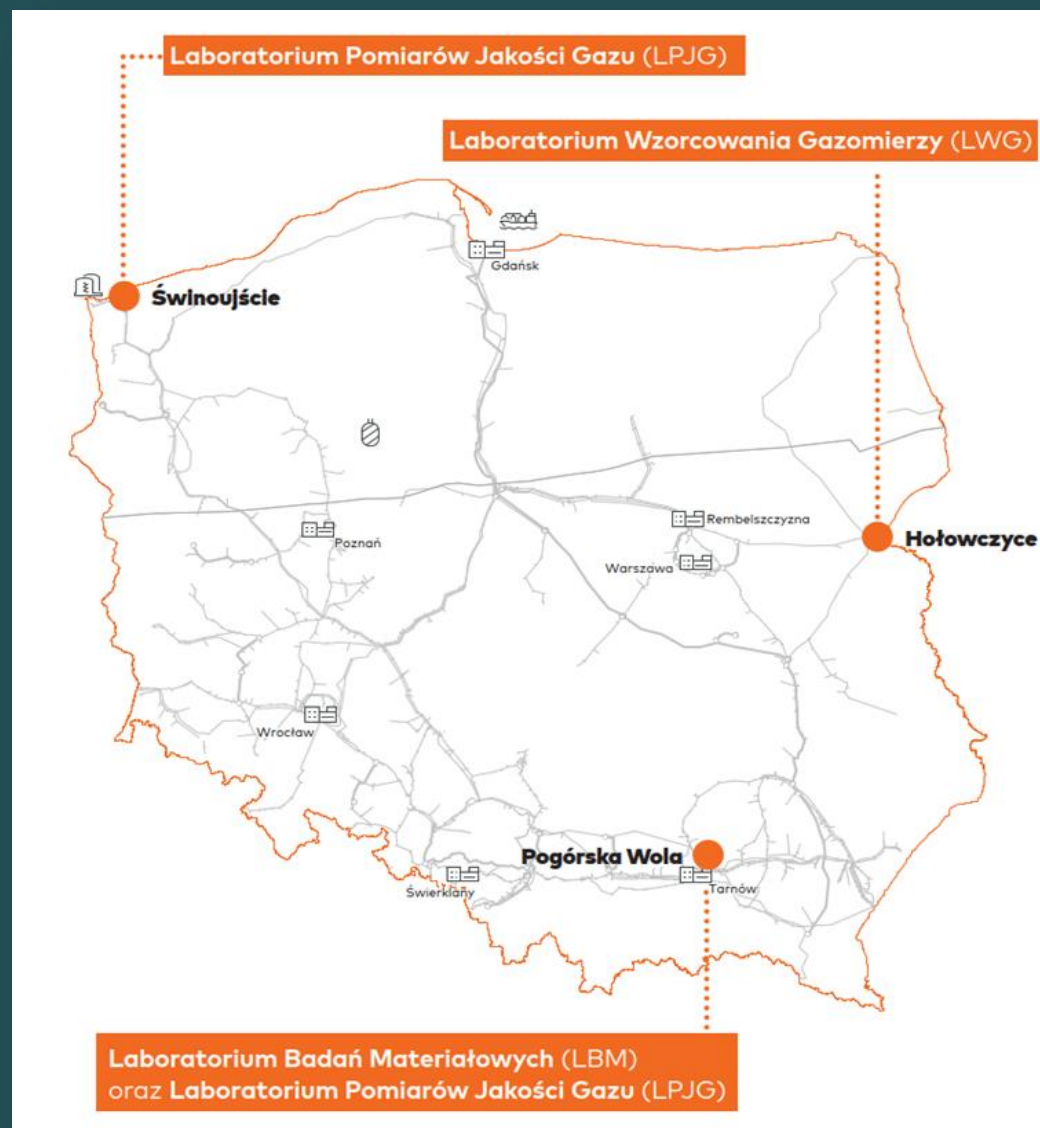 Laboratorium Pomiarów Jakości Gazu (LPJG)
Laboratorium Wzorcowania Gazomierzy (LWG)
Gdańsk
Świnoujście
Rembelszczyzna
Poznań
Hołowczyce
Warszawa
Wrocław
Pogórska Wola
Świerklany
Tarnów
Laboratorium Badań Materiałowych (LBM)
oraz Laboratorium Pomiarów Jakości Gazu (LPJG)